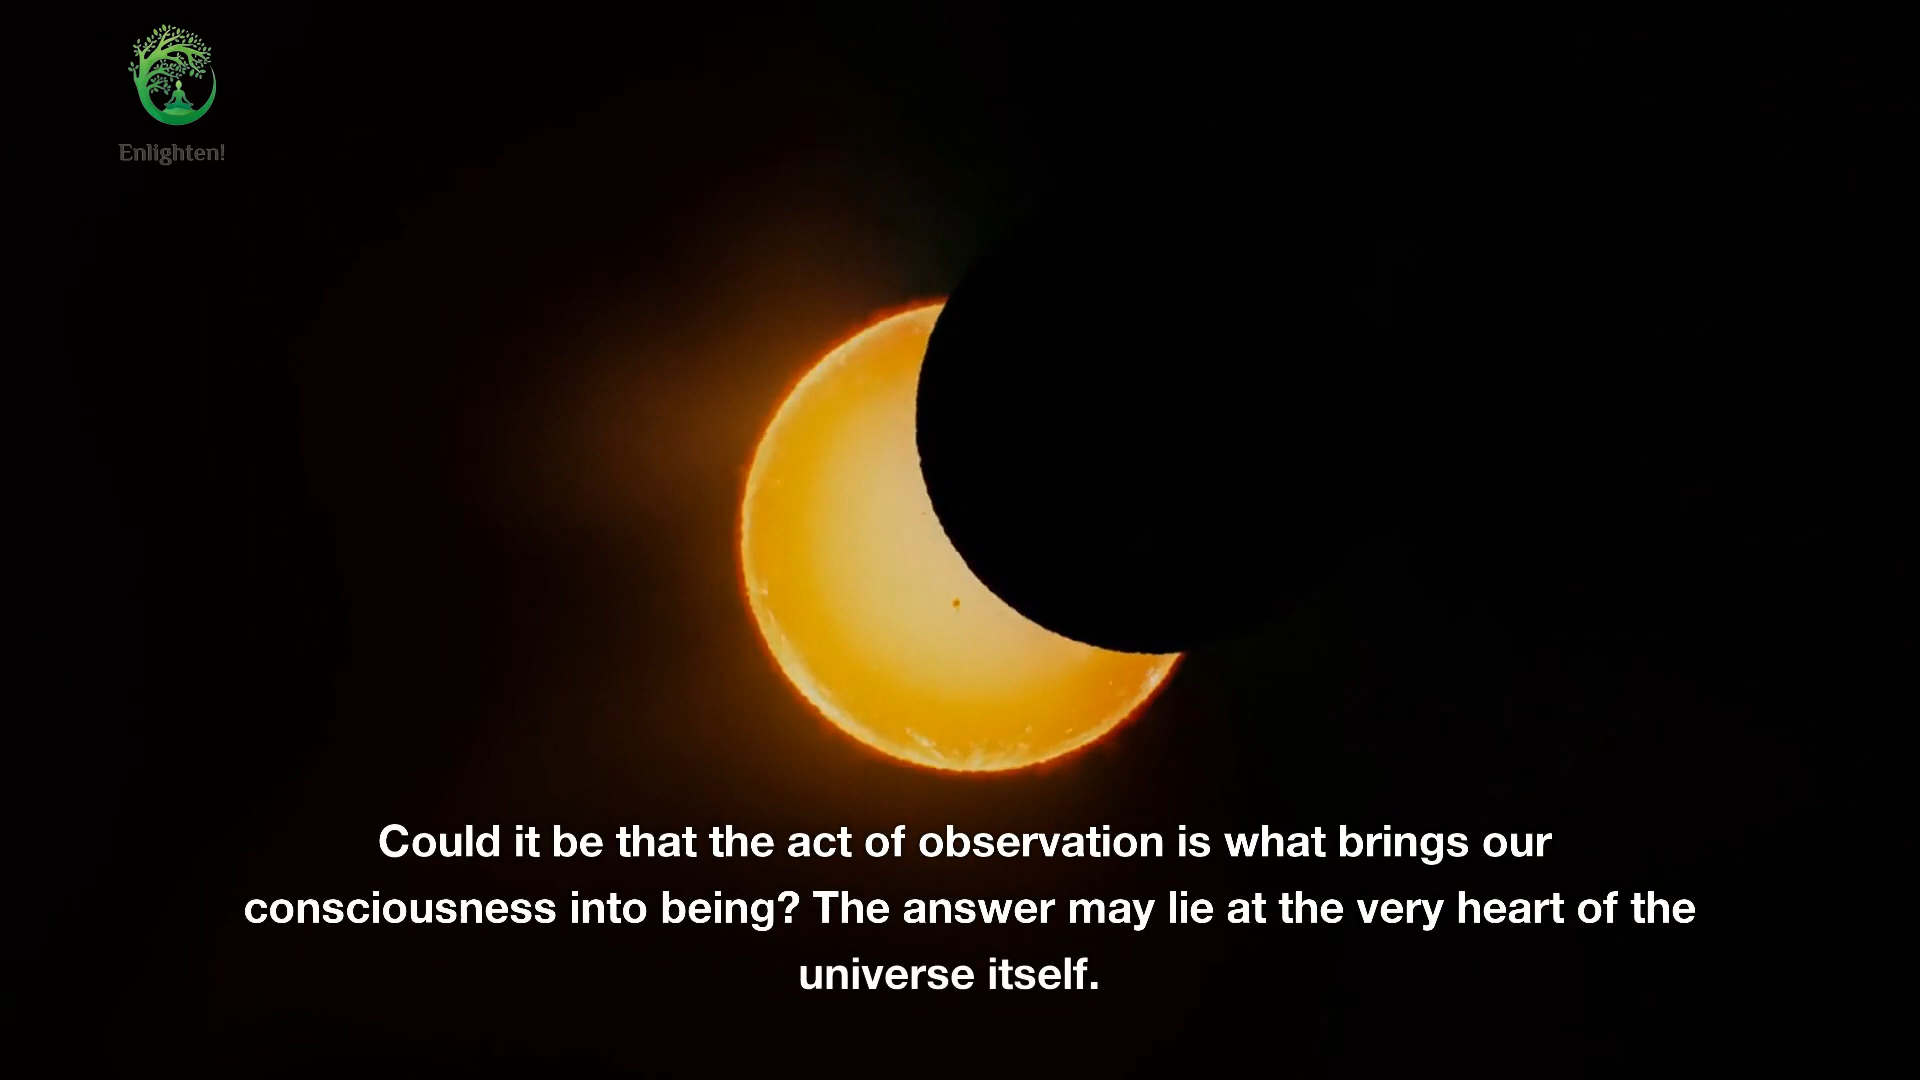 Enlighten!
Could it be that the act of observation is what brings our
consciousness into being? The answer may lie at the very heart of the
universe itself.